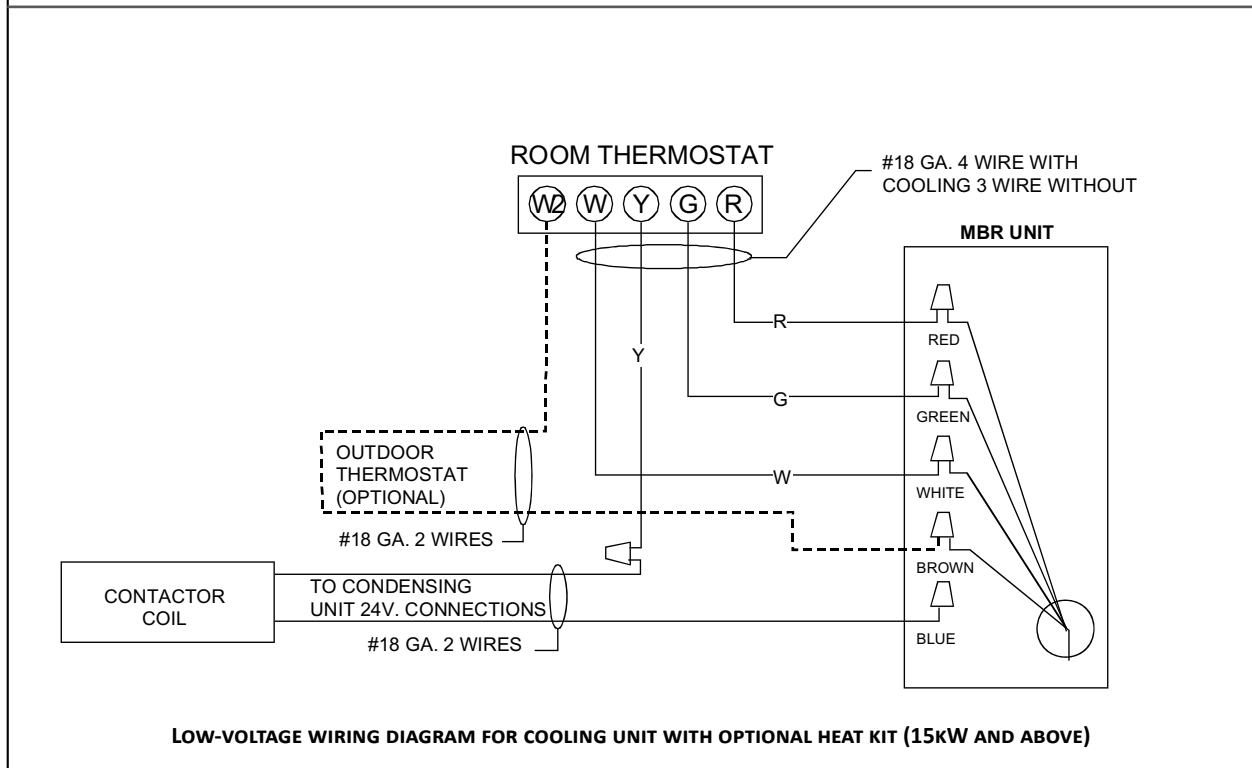 ROOM THERMOSTAT
W2 W Y G R
#18 GA. 4 WIRE WITH
COOLING 3 WIRE WITHOUT
MBR UNIT
R
RED
Y
G
GREEN
OUTDOOR
THERMOSTAT
(OPTIONAL)
W
WHITE
#18 GA. 2 WIRES
BROWN
CONTACTOR
COIL
TO CONDENSING
UNIT 24V. CONNECTIONS
BLUE
#18 GA. 2 WIRES
LOW-VOLTAGE WIRING DIAGRAM FOR COOLING UNIT WITH OPTIONAL HEAT KIT (15KW AND ABOVE)